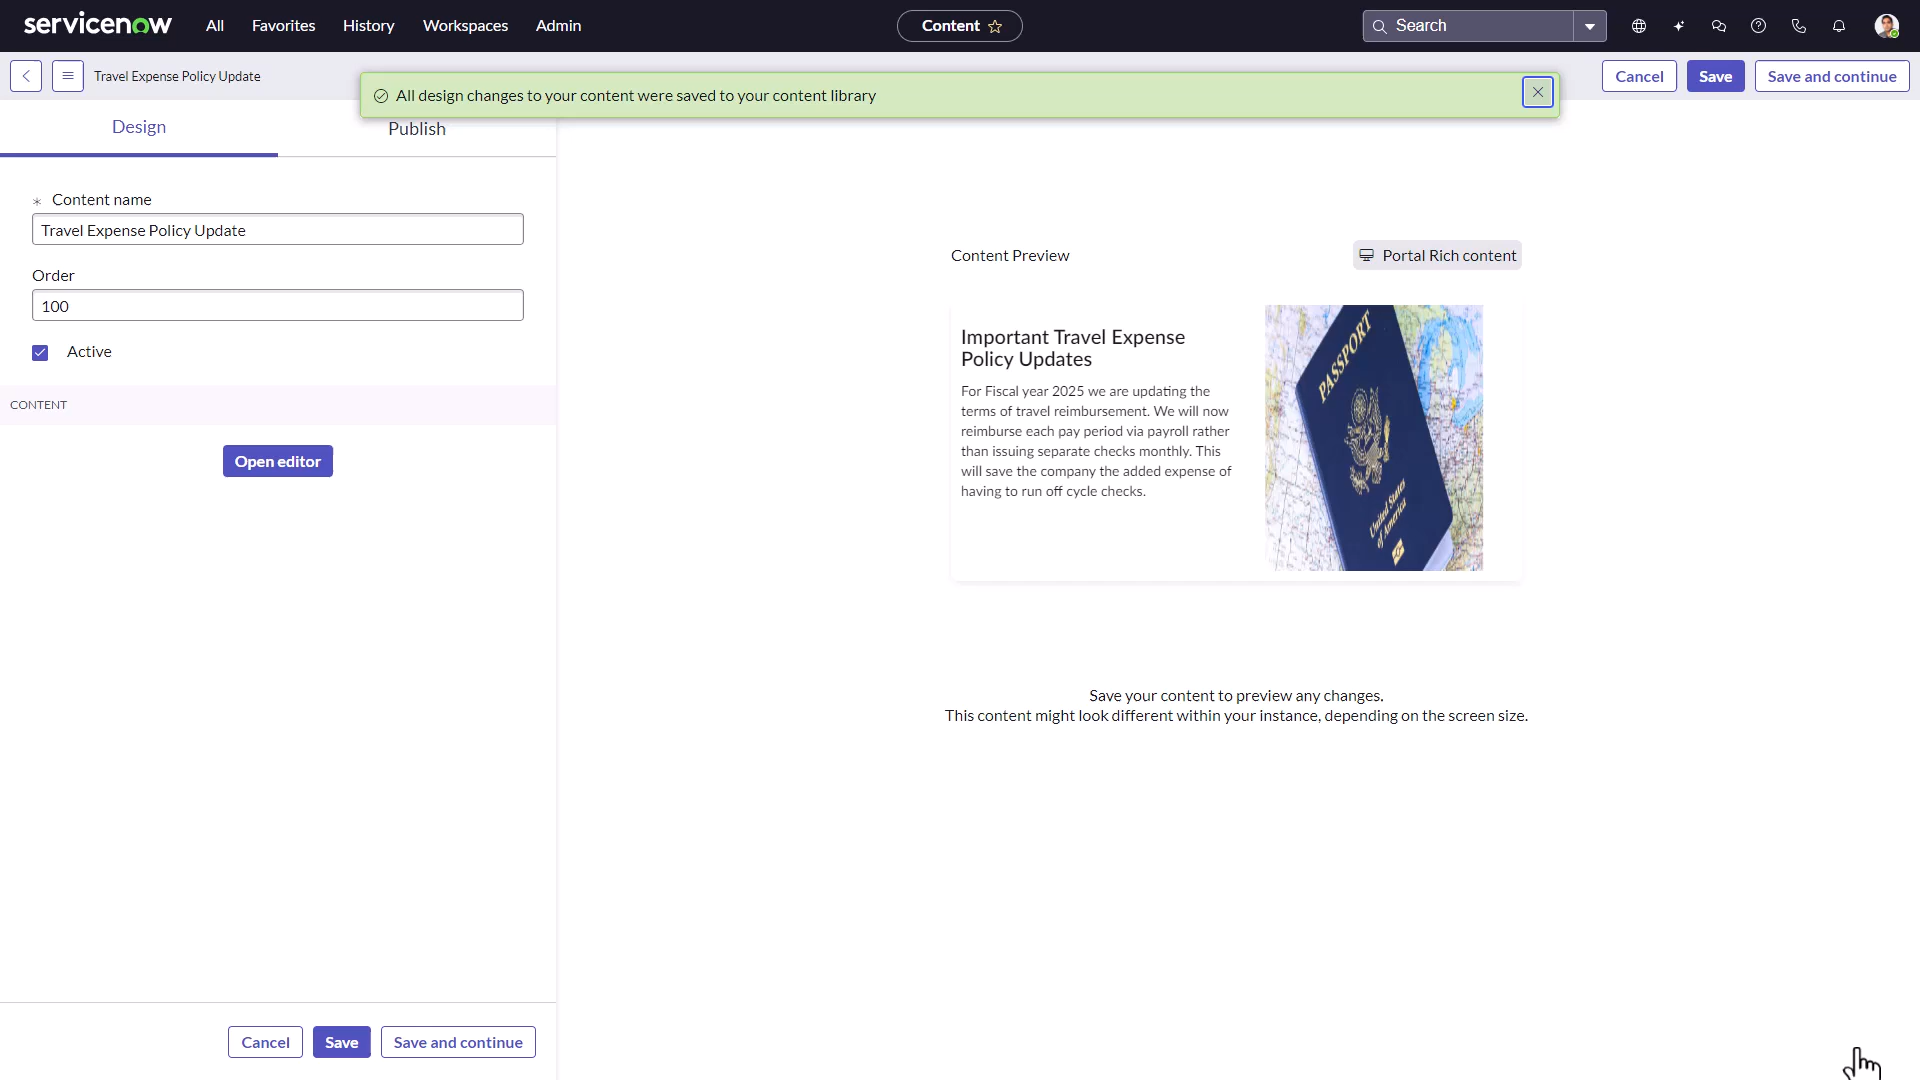 servicenow
All
Favorites
History
Workspaces
Admin
Content
Search
Travel Expense Policy Update
All design changes to your content were saved to your content library
Cancel
Save
Save and continue
Design
Publish
* Content name
Travel Expense Policy Update
Order
100
Active
CONTENT
Open editor
Content Preview
Portal Rich content
Important Travel Expense
Policy Updates
For Fiscal year 2025 we are updating the
terms of travel reimbursement. We will now
reimburse each pay period via payroll rather
than issuing separate checks monthly. This
will save the company the added expense of
having to run off cycle checks.
PASSPORT
United States
of America
Save your content to preview any changes.
This content might look different within your instance, depending on the screen size.
Cancel
Save
Save and continue